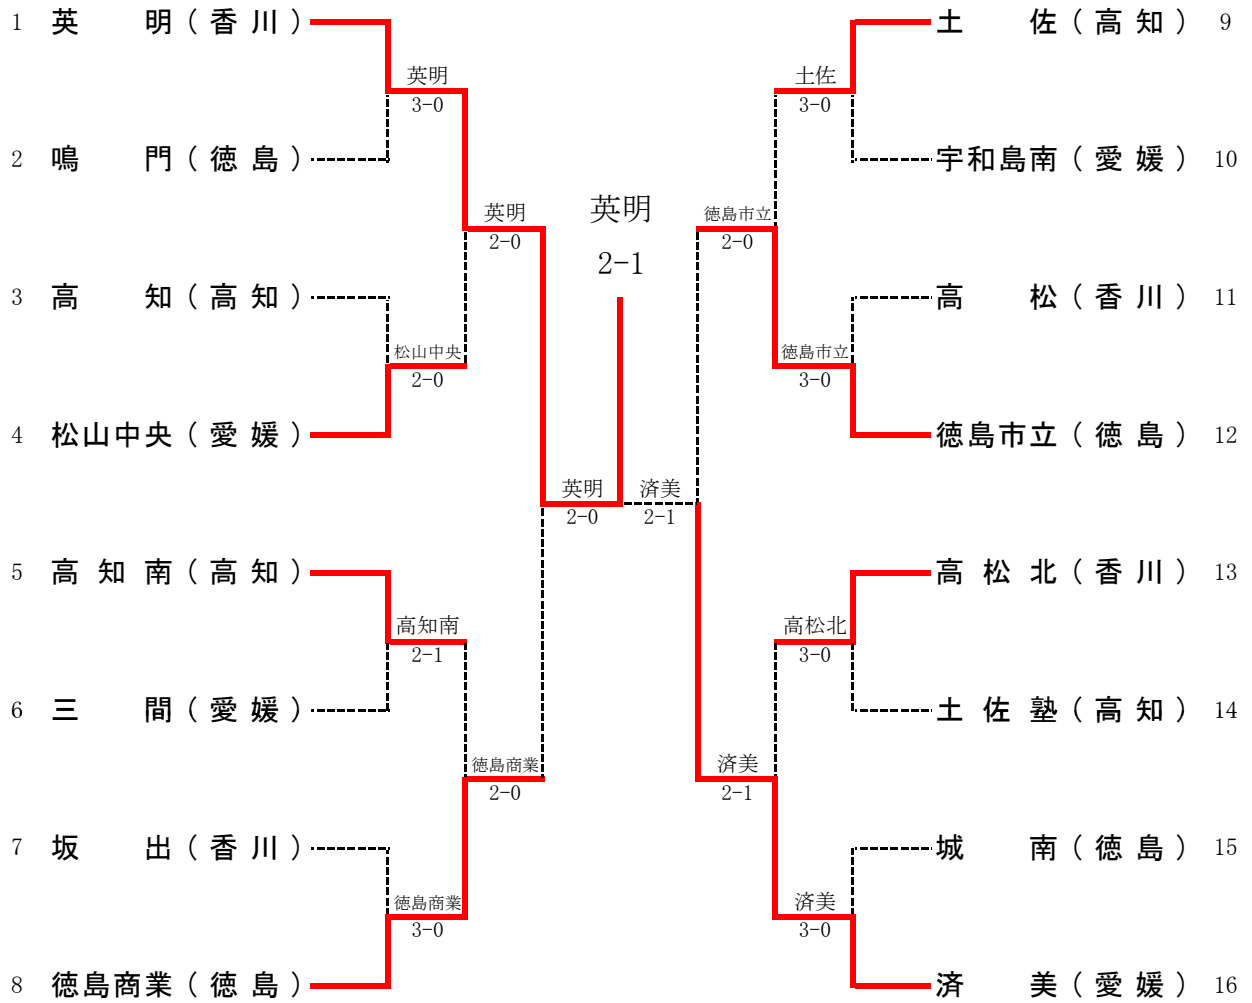 1 英 明 ( 香 川 )
英明
3-0
2 鳴 門 ( 徳 島 )
英明
2-0
3 高 知 ( 高 知 )
松山中央
2-0
4 松山中央 ( 愛 媛 )
英明
2-0
5 高 知 南 ( 高 知 )
高知南
2-1
6 三 間 ( 愛 媛 )
徳島商業
2-0
7 坂 出 ( 香 川 )
徳島商業
3-0
8 徳島商業 ( 徳 島 )
英明
2-1
土 佐 ( 高 知 ) 9
土佐
3-0
宇和島南 ( 愛 媛 ) 10
徳島市立
2-0
高 松 ( 香 川 ) 11
徳島市立
3-0
徳島市立 ( 徳 島 ) 12
済美
2-1
高 松 北 ( 香 川 ) 13
高松北
3-0
土 佐 塾 ( 高 知 ) 14
済美
2-1
城 南 ( 徳 島 ) 15
済美
3-0
済 美 ( 愛 媛 ) 16